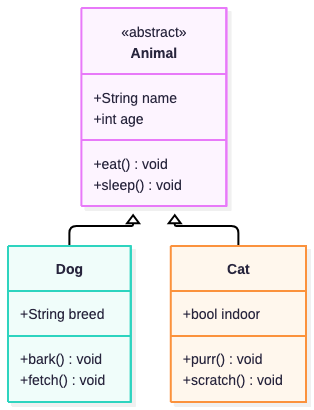 «abstract»
Animal
+String name
+int age
+eat() : void
+sleep() : void
Dog
+String breed
+bark() : void
+fetch() : void
Cat
+bool indoor
+purr() : void
+scratch() : void